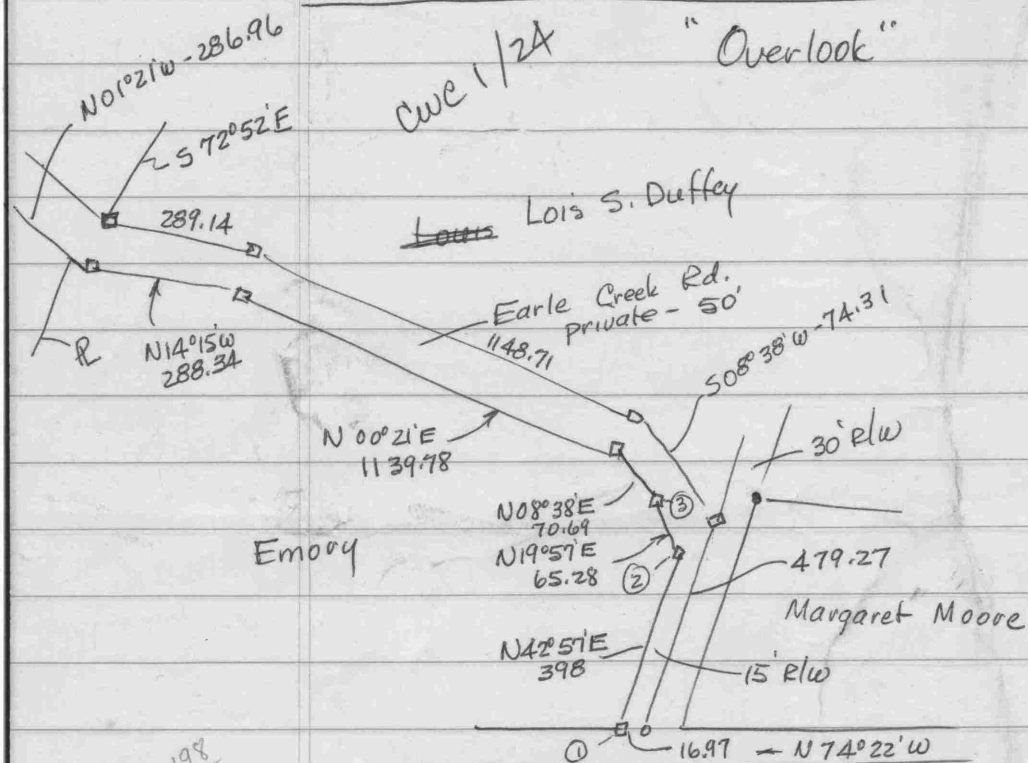 "Overlook"
CWC 1/24
N01°21'W - 286.96
S 72°52'E
289.14
Louis Lois S. Duffey
Earle Creek Rd.
private - 50'
1148.71
S08°38'W - 74.31
N14°15'W
288.34
N 00°21'E
1139.78
30' R/W
N08°38'E
70.69
③
N19°57'E
65.28
②
Emory
479.27
Margaret Moore
N42°57'E
398
15' R/W
①
16.97 - N 74°22'W